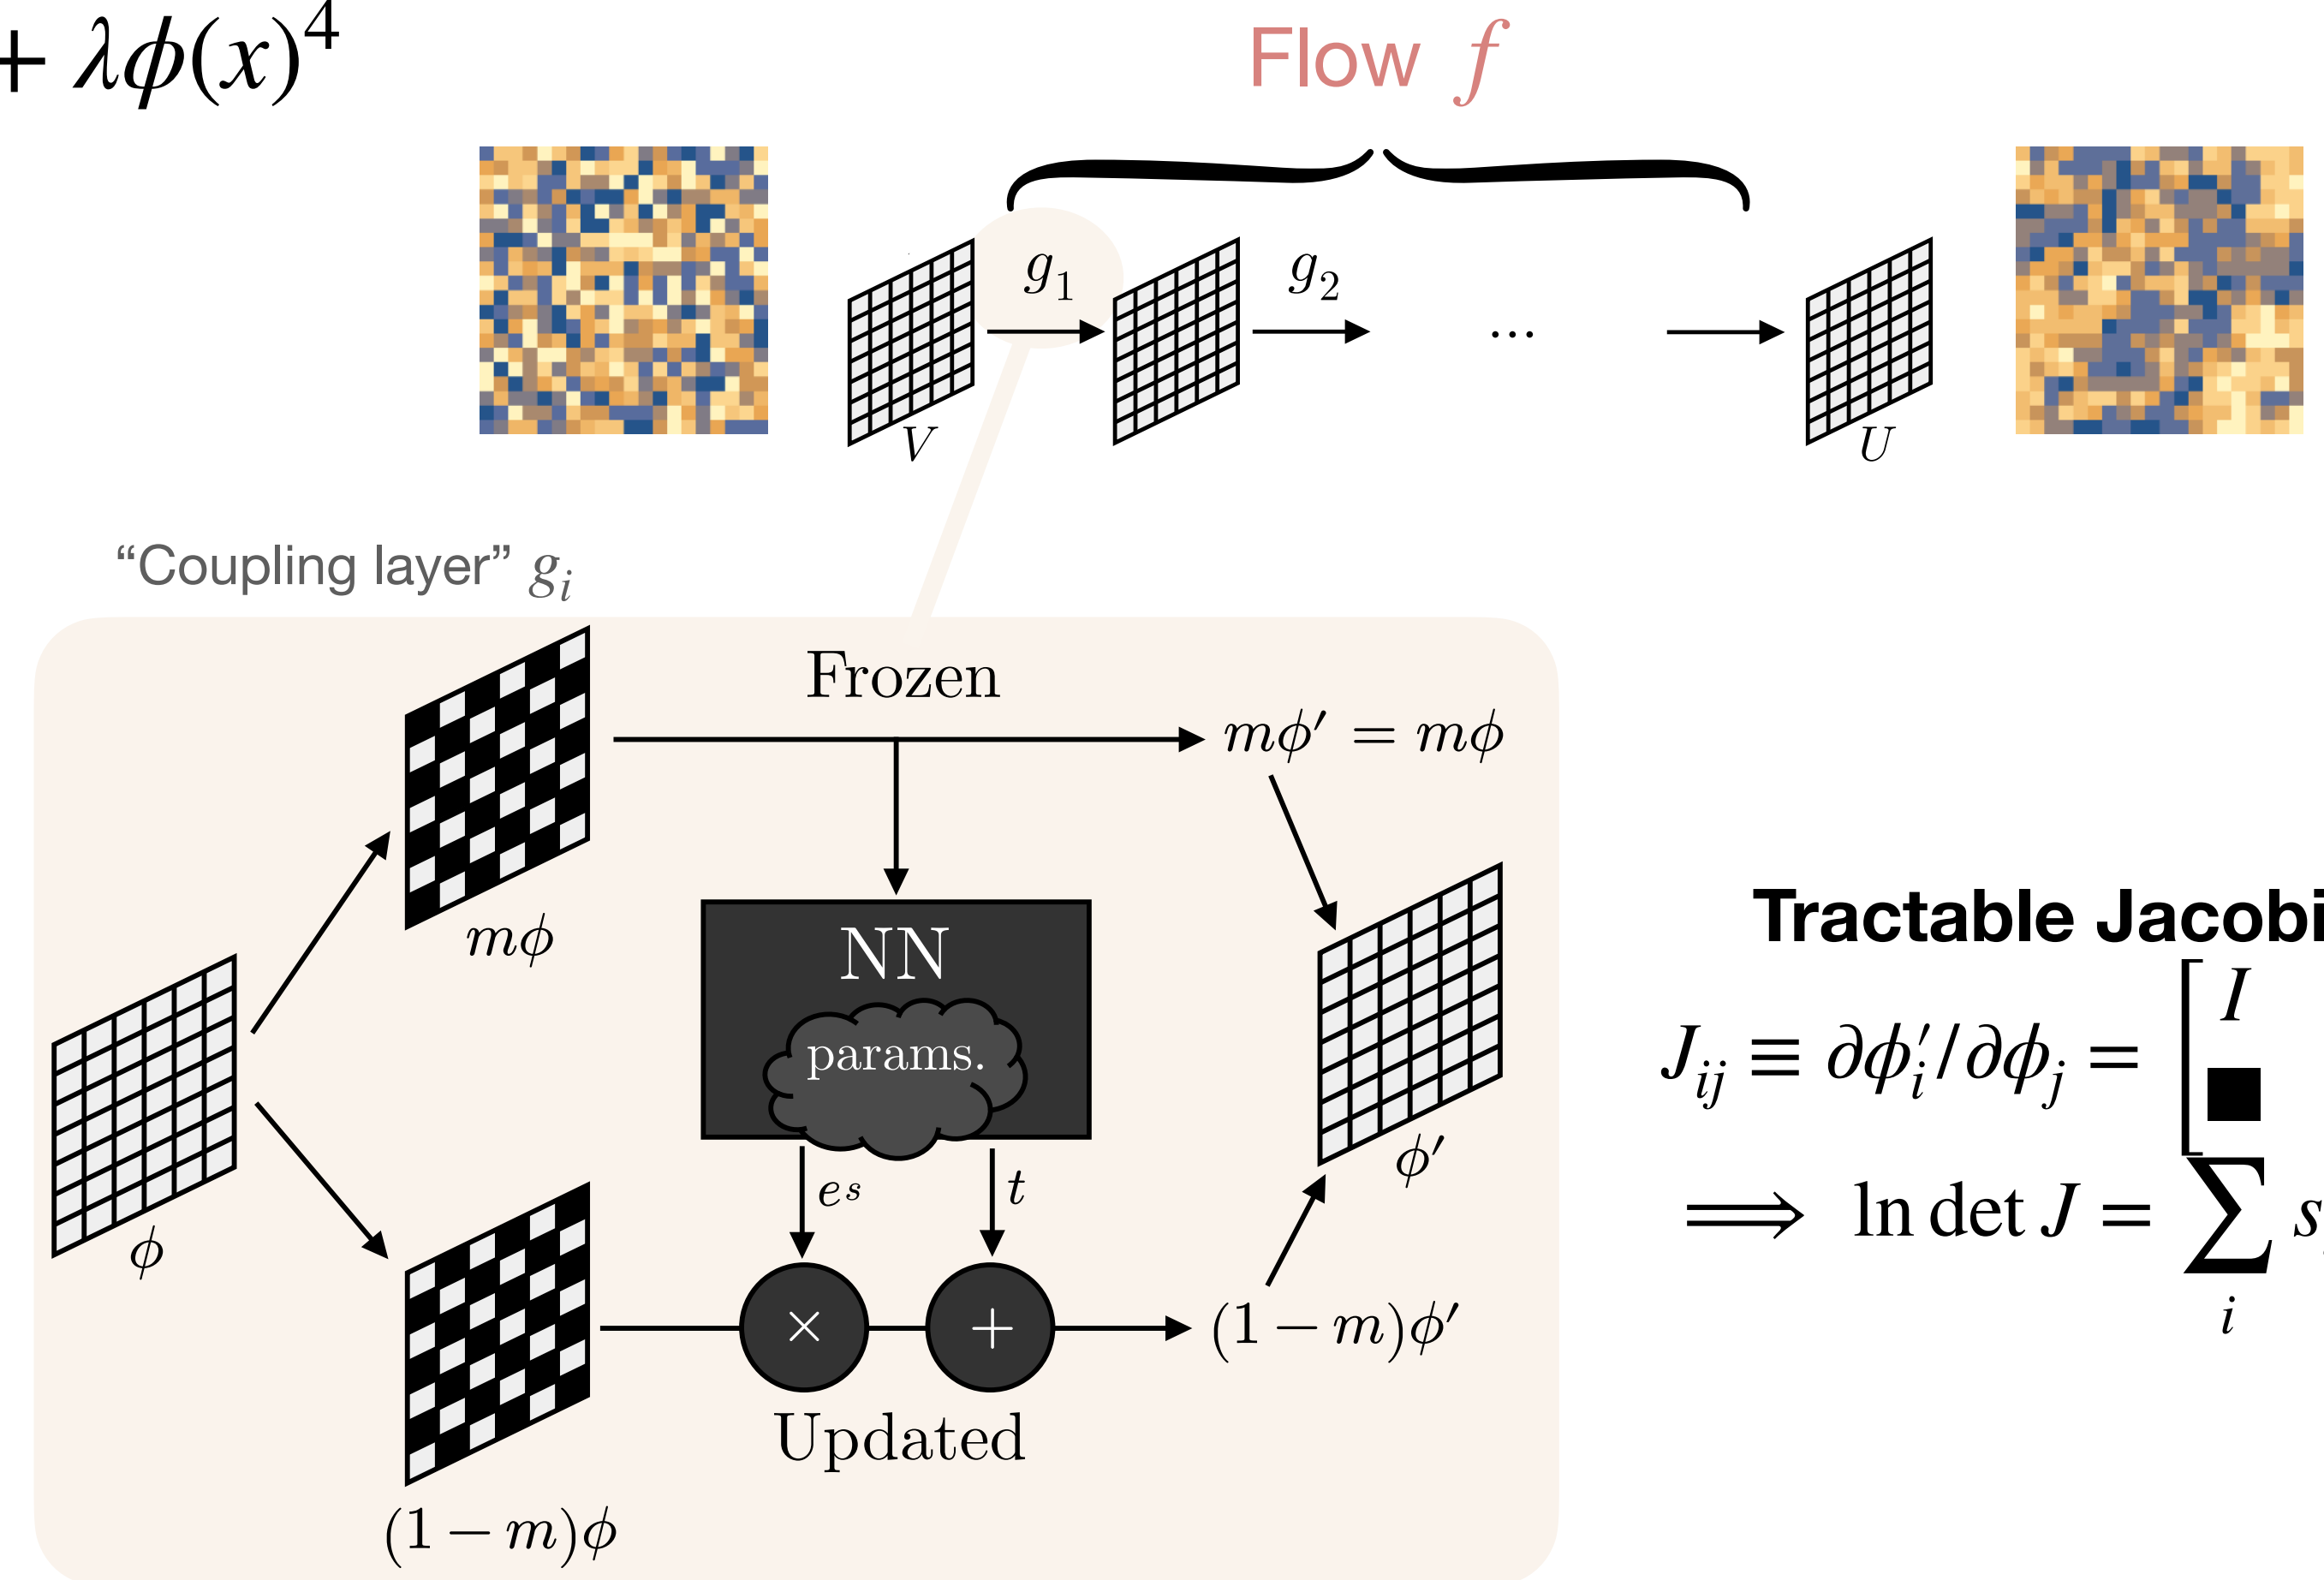 + λϕ(x)⁴
Flow f
g₁
g₂
...
V
U
“Coupling layer” gᵢ
Frozen
mϕ′ = mϕ
mϕ
NN
params.
ϕ
ϕ′
eˢ
t
×
+
(1 − m)ϕ′
Updated
(1 − m)ϕ
Tractable Jacobi
Jᵢⱼ ≡ ∂ϕ′ᵢ/∂ϕⱼ = [ I
⟹ ln det J = ∑ᵢ s